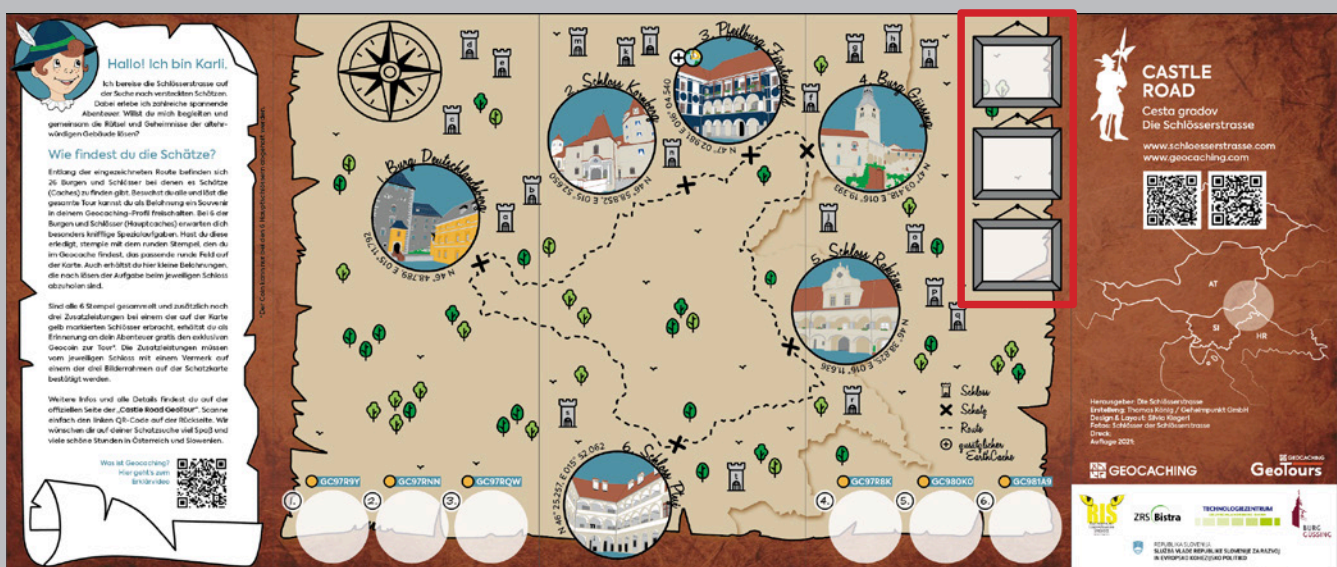 Hallo! Ich bin Karli.
Ich bereise die Schlösserstrasse auf
der Suche nach versteckten Schätzen.
Dabei erlebe ich zahlreiche spannende
Abenteuer. Willst du mich begleiten und
gemeinsam die Rätsel und Geheimnisse der altehr-
würdigen Gebäude lösen?
Wie findest du die Schätze?
Entlang der eingezeichneten Route befinden sich
26 Burgen und Schlösser bei denen es Schätze
(Caches) zu finden gibt. Besuchst du alle und löst die
gesamte Tour kannst du als Belohnung ein Souvenir
in deinem Geocaching-Profil freischalten. Bei 6 der
Burgen und Schlösser (Hauptcaches) erwarten dich
besonders knifflige Spezialaufgaben. Hast du diese
erledigt, stemple mit dem runden Stempel, den du
im Geocache findest, das passende runde Feld auf
der Karte. Auch erhältst du hier kleine Belohnungen,
die nach lösen der Aufgabe beim jeweiligen Schloss
abzuholen sind.
Sind alle 6 Stempel gesammelt und zusätzlich noch
drei Zusatzleistungen bei einem der auf der Karte
gelb markierten Schlösser erbracht, erhältst du als
Erinnerung an dein Abenteuer gratis den exklusiven
Geocoin zur Tour*. Die Zusatzleistungen müssen
vom jeweiligen Schloss mit einem Vermerk auf
einem der drei Bilderrahmen auf der Schatzkarte
bestätigt werden.
Weitere Infos und alle Details findest du auf der
offiziellen Seite der „Castle Road GeoTour“. Scanne
einfach den linken QR-Code auf der Rückseite. Wir
wünschen dir auf deiner Schatzsuche viel Spaß und
viele schöne Stunden in Österreich und Slowenien.
Was ist Geocaching?
Hier geht's zum
Erklärvideo
Burg Deutschlandsberg
N 46° 48.789, E 015° 11.792
2. Schloss Kornberg
3. Pfeilburg Fürstenfeld
N 47° 02.981, E 016° 04.540
4. Burg Güssing
N 47° 03.418, E 016° 19.393
5. Schloss Rakičan
N 46° 38.825, E 016° 11.636
6. Schloss Ptuj
N 46° 25.257, E 015° 52.062
a
b
c
d
e
m
k
l
n
g
h
i
f
j
o
p
q
r
s
t
Schloss
Schatz
Route
zusätzlicher
EarthCache
1.
GC97R9Y
2.
GC97RNN
3.
GC97RQW
4.
GC97R8K
5.
GC980K0
6.
GC981A9
CASTLE
ROAD
Cesta gradov
Die Schlösserstrasse
www.schloesserstrasse.com
www.geocaching.com
AT
SI
HR
Herausgeber: Die Schlösserstrasse
Erstellung: Thomas König / Geheimpunkt GmbH
Design & Layout: Silvia Klingerl
Fotos: Schlösser der Schlösserstrasse
Druck:
GEOCACHING
GEOCACHING
GeoTours
BIS
ZRS Bistra
TECHNOLOGIEZENTRUM
BURG
GÜSSING
REPUBLIKA SLOVENIJA
SLUŽBA VLADE REPUBLIKE SLOVENIJE ZA RAZVOJ
IN EVROPSKO KOHEZIJSKO POLITIKO